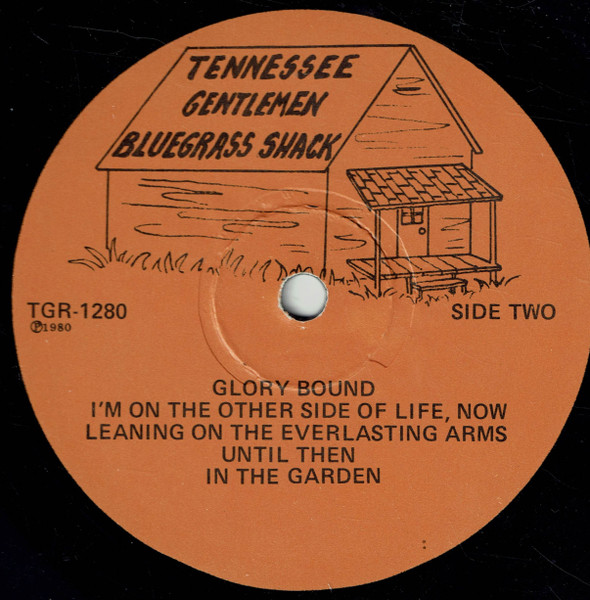 TENNESSEE
GENTLEMEN
BLUEGRASS SHACK
TGR-1280
℗1980
SIDE TWO
GLORY BOUND
I'M ON THE OTHER SIDE OF LIFE, NOW
LEANING ON THE EVERLASTING ARMS
UNTIL THEN
IN THE GARDEN